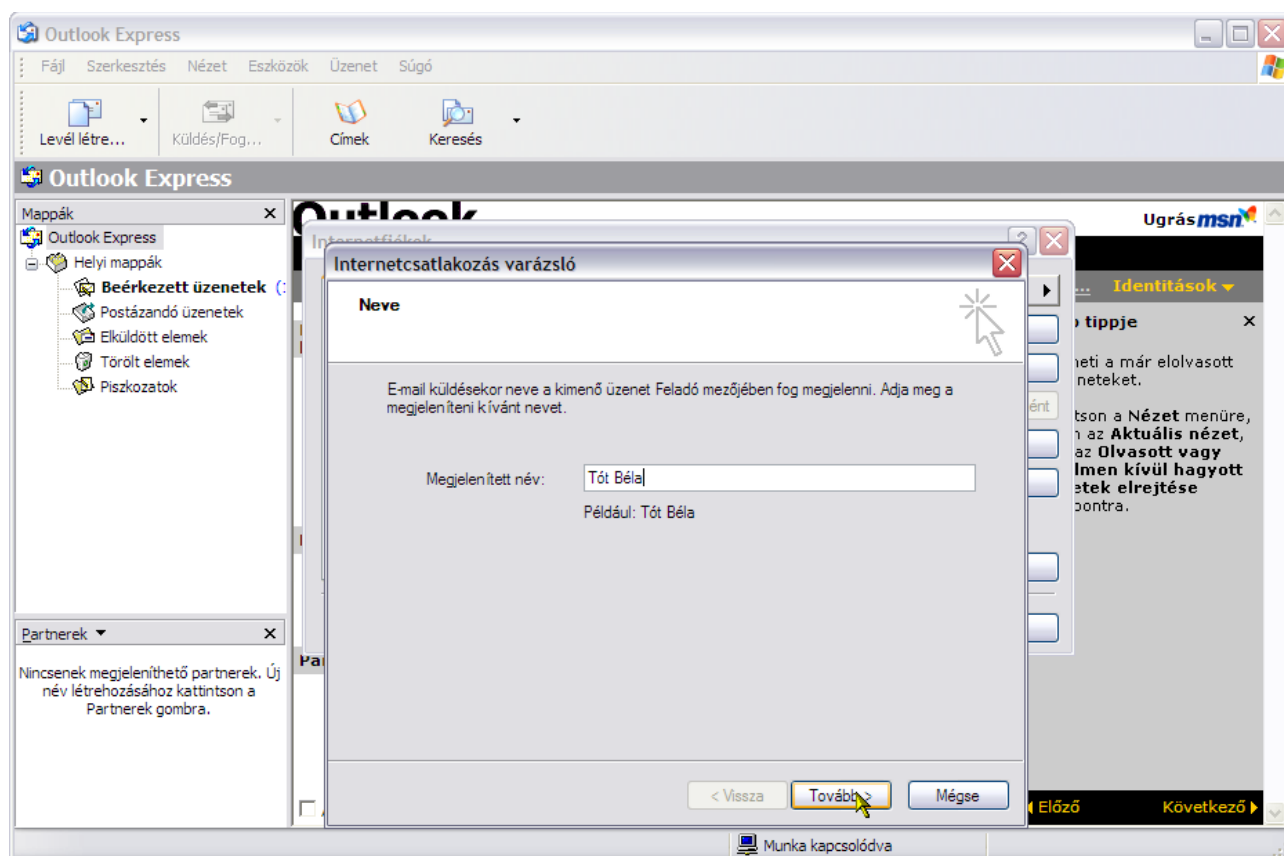 Outlook Express
Fájl Szerkesztés Nézet Eszközök Üzenet Súgó
Levél létre... Küldés/Fog... Címek Keresés
Outlook Express
Mappák
Outlook Express
Helyi mappák
Beérkezett üzenetek
Postázandó üzenetek
Elküldött elemek
Törölt elemek
Piszkozatok
Partnerek
Nincsenek megjeleníthető partnerek. Új
név létrehozásához kattintson a
Partnerek gombra.
Outlook
Ugrás msn
Internetfiókok
Internetcsatlakozás varázsló
Neve
E-mail küldésekor neve a kimenő üzenet Feladó mezőjében fog megjelenni. Adja meg a
megjeleníteni kívánt nevet.
Megjelenített név: Tót Béla
Például: Tót Béla
< Vissza Tovább > Mégse
... Identitások
tippje
neti a már elolvasott
neteket.
tson a Nézet menüre,
az Aktuális nézet,
az Olvasott vagy
lmen kívül hagyott
etek elrejtése
pontra.
ént
Előző Következő
Munka kapcsolódva